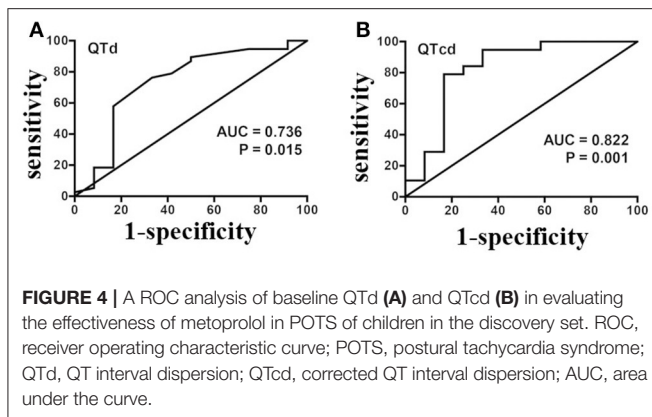 A
QTd
100
80
60
40
20
0
sensitivity
AUC = 0.736
P = 0.015
0 20 40 60 80 100
1-specificity
B
QTcd
100
80
60
40
20
0
sensitivity
AUC = 0.822
P = 0.001
0 20 40 60 80 100
1-specificity
FIGURE 4 | A ROC analysis of baseline QTd (A) and QTcd (B) in evaluating
the effectiveness of metoprolol in POTS of children in the discovery set. ROC,
receiver operating characteristic curve; POTS, postural tachycardia syndrome;
QTd, QT interval dispersion; QTcd, corrected QT interval dispersion; AUC, area
under the curve.